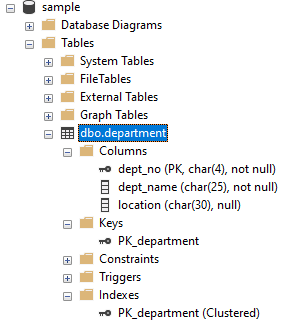 sample
Database Diagrams
Tables
System Tables
FileTables
External Tables
Graph Tables
dbo.department
Columns
dept_no (PK, char(4), not null)
dept_name (char(25), not null)
location (char(30), null)
Keys
PK_department
Constraints
Triggers
Indexes
PK_department (Clustered)